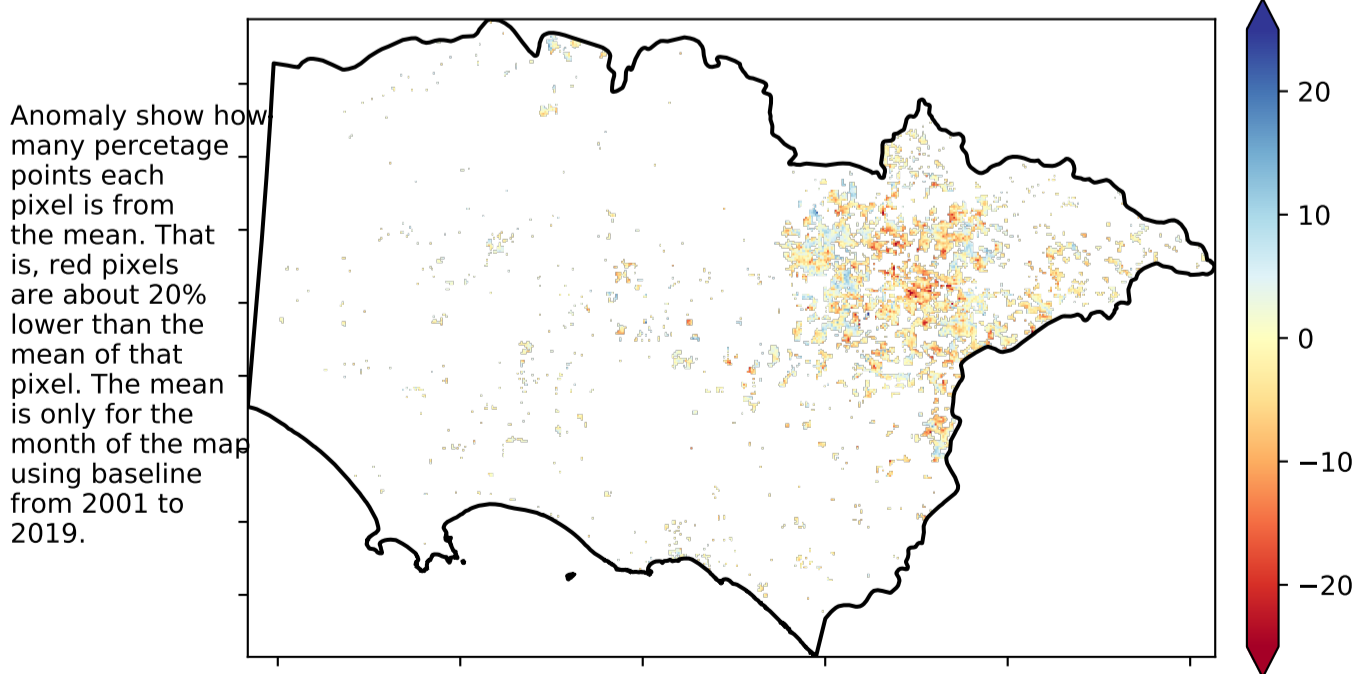 Anomaly show how
many percetage
points each
pixel is from
the mean. That
is, red pixels
are about 20%
lower than the
mean of that
pixel. The mean
is only for the
month of the map
using baseline
from 2001 to
2019.
20
10
0
−10
−20